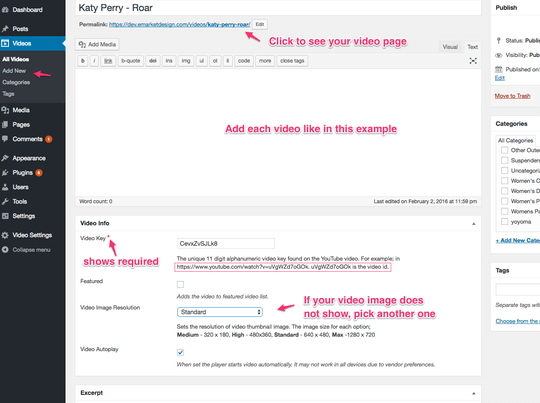 Dashboard
Posts
Videos
All Videos
Add New
Categories
Tags
Media
Pages
Comments 1
Appearance
Plugins 6
Users
Tools
Settings
Video Settings
Collapse menu
Katy Perry - Roar
Permalink: https://dev.emarketdesign.com/videos/katy-perry-roar/ Edit
Click to see your video page
Add Media
Visual Text
b i link b-quote del ins img ul ol li code more close tags
Add each video like in this example
Word count: 0 Last edited on February 2, 2016 at 11:59 pm
Video Info
Video Key *
CevxZvSJLk8
shows required
The unique 11 digit alphanumeric video key found on the YouTube video. For example; in
https://www.youtube.com/watch?v=uVgWZd7oGOk. uVgWZd7oGOk is the video id.
Featured
Adds the video to featured video list.
Video Image Resolution
Standard
If your video image does
not show, pick another one
Sets the resolution of video thumbnail image. The image size for each option;
Medium - 320 x 180, High - 480x360, Standard - 640 x 480, Max -1280 x 720
Video Autoplay
When set the player starts video automatically. It may not work in all devices due to vendor preferences.
Excerpt
Publish
Status: Publi
Visibility: Pu
Published on:
Edit
Move to Trash
Categories
All Categories
Other Outer
Suspender
Uncategoriz
Women's C
Women's D
Women's
Womens P
yoyoma
+ Add New Cate
Tags
Separate tags with
Choose from the